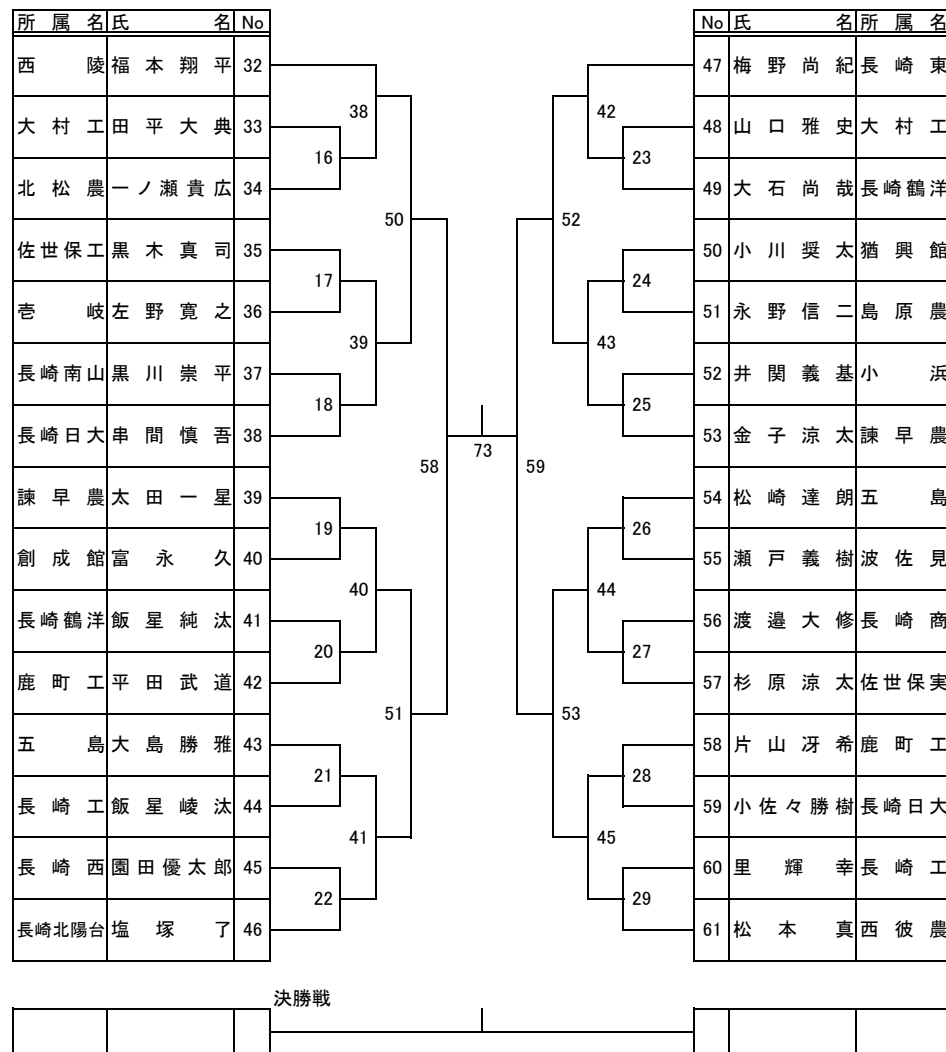 所属名 氏名 No
西陵 福本翔平 32
大村工 田平大典 33
北松農 一ノ瀬貴広 34
佐世保工 黒木真司 35
壱岐 左野寛之 36
長崎南山 黒川崇平 37
長崎日大 串間慎吾 38
諫早農 太田一星 39
創成館 富永久 40
長崎鶴洋 飯星純汰 41
鹿町工 平田武道 42
五島 大島勝雅 43
長崎工 飯星崚汰 44
長崎西 園田優太郎 45
長崎北陽台 塩塚了 46
38
16
50
17
39
18
58
19
40
20
51
21
41
22
73
42
23
52
24
43
25
59
26
44
27
53
28
45
29
No 氏名 所属名
47 梅野尚紀 長崎東
48 山口雅史 大村工
49 大石尚哉 長崎鶴洋
50 小川奨太 猶興館
51 永野信二 島原農
52 井関義基 小浜
53 金子涼太 諫早農
54 松崎達朗 五島
55 瀬戸義樹 波佐見
56 渡邉大修 長崎商
57 杉原涼太 佐世保実
58 片山冴希 鹿町工
59 小佐々勝樹 長崎日大
60 里輝幸 長崎工
61 松本真 西彼農
決勝戦